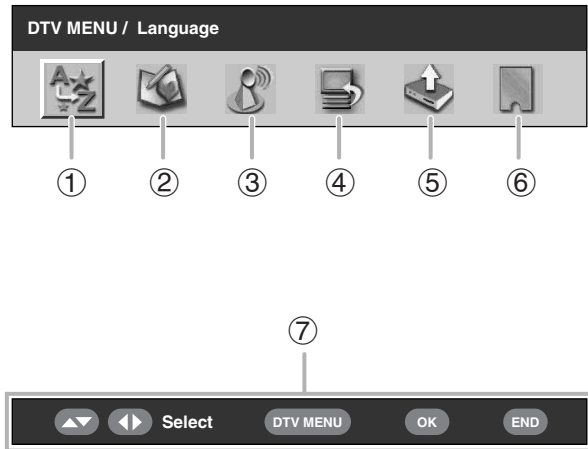 DTV MENU / Language
A Z
① ② ③ ④ ⑤ ⑥
⑦
Select DTV MENU OK END